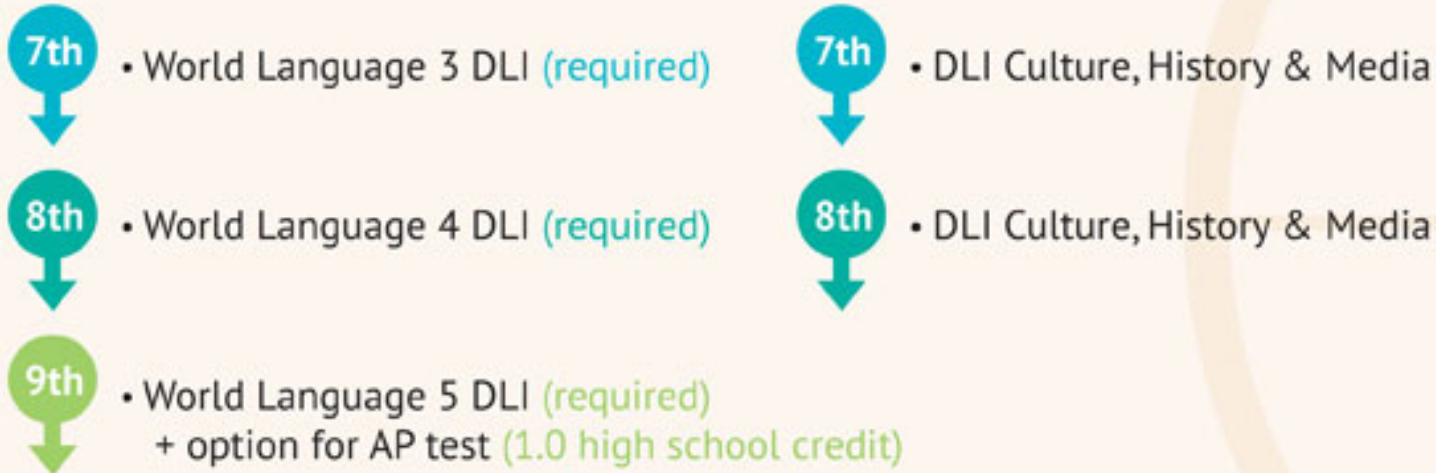 7th
• World Language 3 DLI (required)
7th
• DLI Culture, History & Media
8th
• World Language 4 DLI (required)
8th
• DLI Culture, History & Media
9th
• World Language 5 DLI (required)
+ option for AP test (1.0 high school credit)